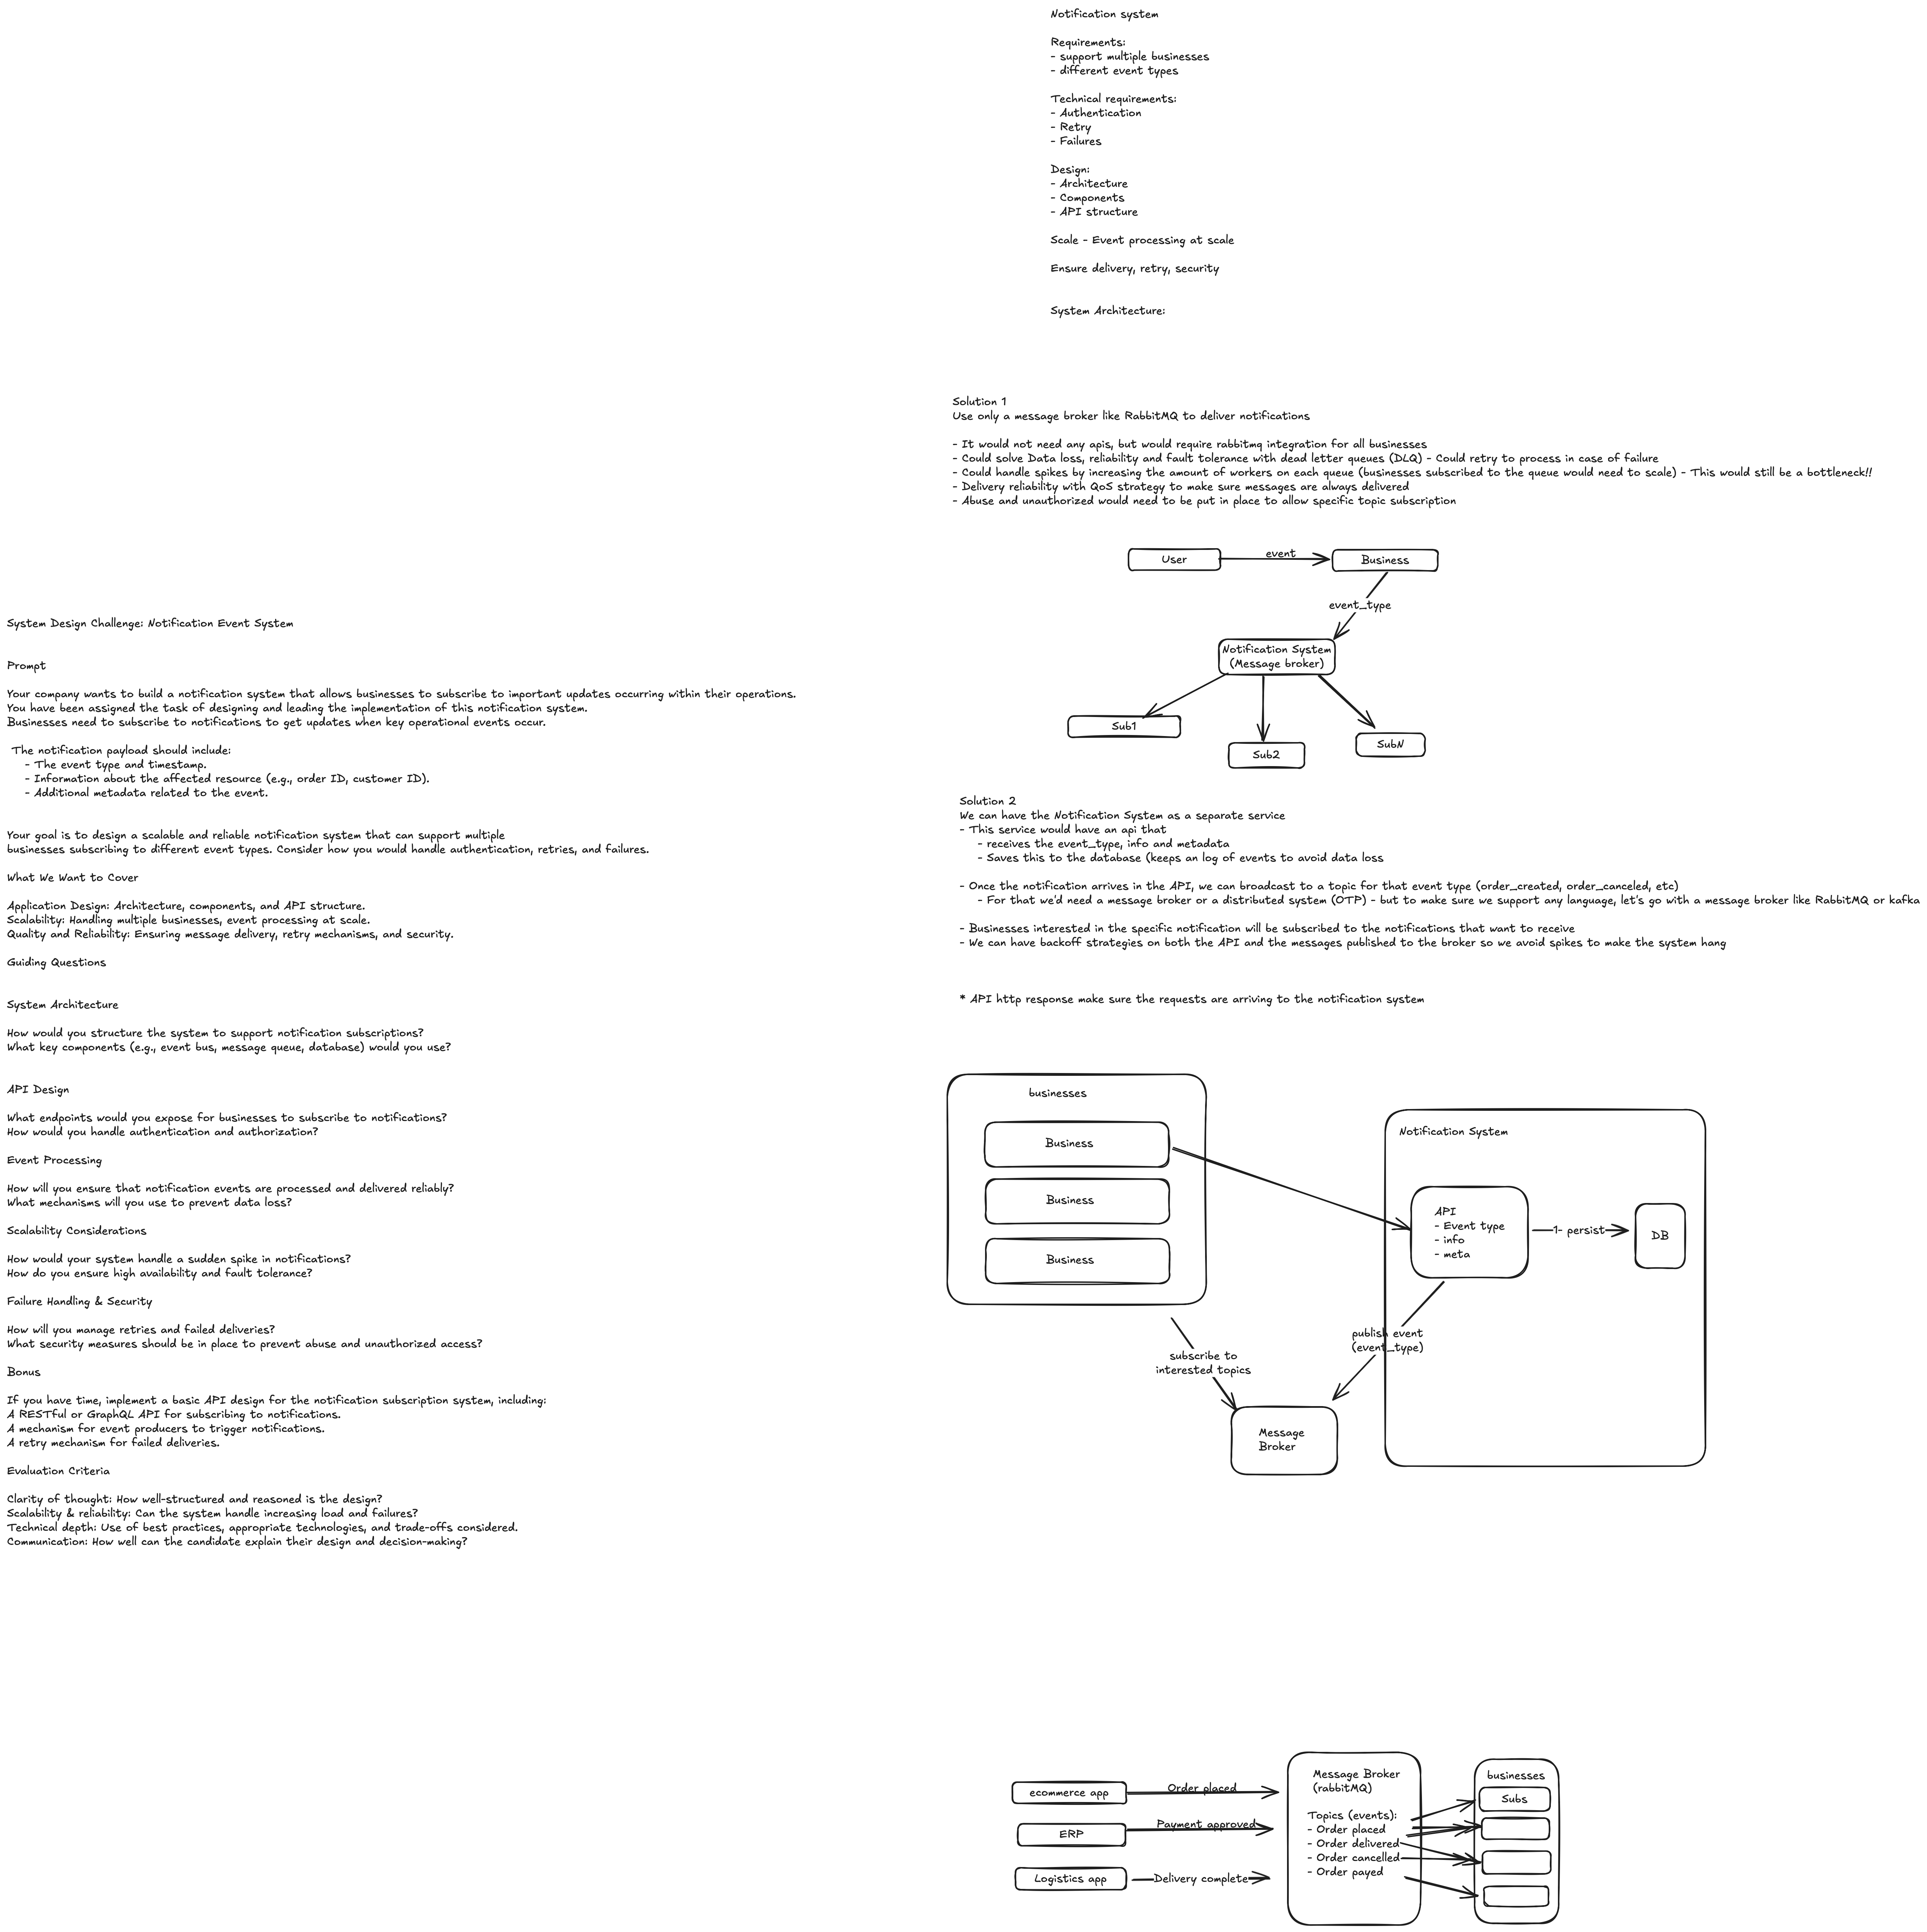 Notification system
Requirements:
- support multiple businesses
- different event types
Technical requirements:
- Authentication
- Retry
- Failures
Design:
- Architecture
- Components
- API structure
Scale - Event processing at scale
Ensure delivery, retry, security
System Architecture:
Solution 1
Use only a message broker like RabbitMQ to deliver notifications
- It would not need any apis, but would require rabbitmq integration for all businesses
- Could solve Data loss, reliability and fault tolerance with dead letter queues (DLQ) - Could retry to process in case of failure
- Could handle spikes by increasing the amount of workers on each queue (businesses subscribed to the queue would need to scale) - This would still be a bottleneck!!
- Delivery reliability with QoS strategy to make sure messages are always delivered
- Abuse and unauthorized would need to be put in place to allow specific topic subscription
User
event
Business
event_type
Notification System
(Message broker)
Sub1
Sub2
SubN
System Design Challenge: Notification Event System
Prompt
Your company wants to build a notification system that allows businesses to subscribe to important updates occurring within their operations.
You have been assigned the task of designing and leading the implementation of this notification system.
Businesses need to subscribe to notifications to get updates when key operational events occur.
The notification payload should include:
- The event type and timestamp.
- Information about the affected resource (e.g., order ID, customer ID).
- Additional metadata related to the event.
Your goal is to design a scalable and reliable notification system that can support multiple
businesses subscribing to different event types. Consider how you would handle authentication, retries, and failures.
What We Want to Cover
Application Design: Architecture, components, and API structure.
Scalability: Handling multiple businesses, event processing at scale.
Quality and Reliability: Ensuring message delivery, retry mechanisms, and security.
Guiding Questions
System Architecture
How would you structure the system to support notification subscriptions?
What key components (e.g., event bus, message queue, database) would you use?
API Design
What endpoints would you expose for businesses to subscribe to notifications?
How would you handle authentication and authorization?
Event Processing
How will you ensure that notification events are processed and delivered reliably?
What mechanisms will you use to prevent data loss?
Scalability Considerations
How would your system handle a sudden spike in notifications?
How do you ensure high availability and fault tolerance?
Failure Handling & Security
How will you manage retries and failed deliveries?
What security measures should be in place to prevent abuse and unauthorized access?
Bonus
If you have time, implement a basic API design for the notification subscription system, including:
A RESTful or GraphQL API for subscribing to notifications.
A mechanism for event producers to trigger notifications.
A retry mechanism for failed deliveries.
Evaluation Criteria
Clarity of thought: How well-structured and reasoned is the design?
Scalability & reliability: Can the system handle increasing load and failures?
Technical depth: Use of best practices, appropriate technologies, and trade-offs considered.
Communication: How well can the candidate explain their design and decision-making?
Solution 2
We can have the Notification System as a separate service
- This service would have an api that
- receives the event_type, info and metadata
- Saves this to the database (keeps an log of events to avoid data loss
- Once the notification arrives in the API, we can broadcast to a topic for that event type (order_created, order_canceled, etc)
- For that we'd need a message broker or a distributed system (OTP) - but to make sure we support any language, let's go with a message broker like RabbitMQ or kafka
- Businesses interested in the specific notification will be subscribed to the notifications that want to receive
- We can have backoff strategies on both the API and the messages published to the broker so we avoid spikes to make the system hang
* API http response make sure the requests are arriving to the notification system
businesses
Business
Business
Business
Notification System
API
- Event type
- info
- meta
1- persist
DB
publish event
(event_type)
subscribe to
interested topics
Message
Broker
ecommerce app
Order placed
ERP
Payment approved
Logistics app
Delivery complete
Message Broker
(rabbitMQ)
Topics (events):
- Order placed
- Order delivered
- Order cancelled
- Order payed
businesses
Subs